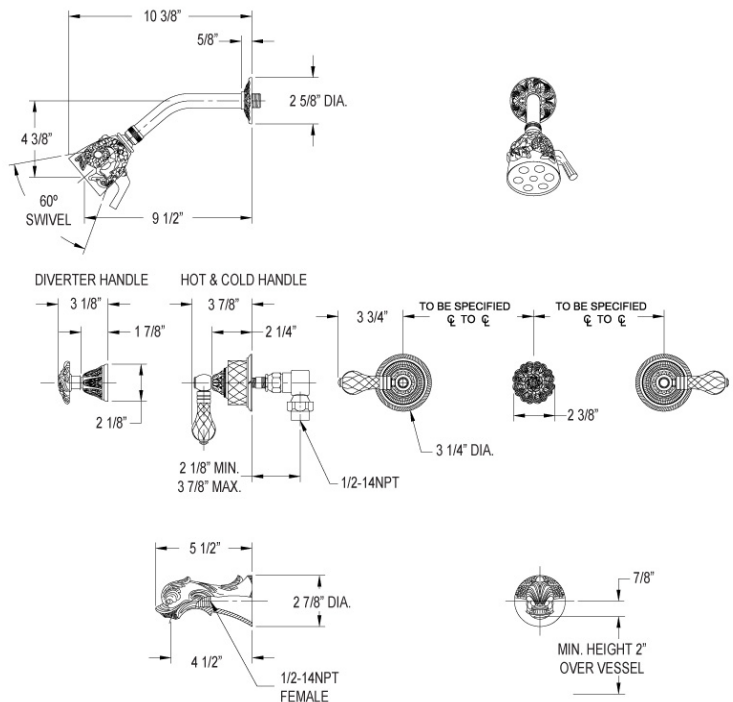 10 3/8"
5/8"
2 5/8" DIA.
4 3/8"
60º
SWIVEL
9 1/2"
DIVERTER HANDLE
HOT & COLD HANDLE
3 1/8"
3 7/8"
TO BE SPECIFIED
℄ TO ℄
TO BE SPECIFIED
℄ TO ℄
3 3/4"
1 7/8"
2 1/4"
2 1/8"
2 3/8"
3 1/4" DIA.
2 1/8" MIN.
3 7/8" MAX.
1/2-14NPT
5 1/2"
7/8"
2 7/8" DIA.
4 1/2"
MIN. HEIGHT 2"
OVER VESSEL
1/2-14NPT
FEMALE